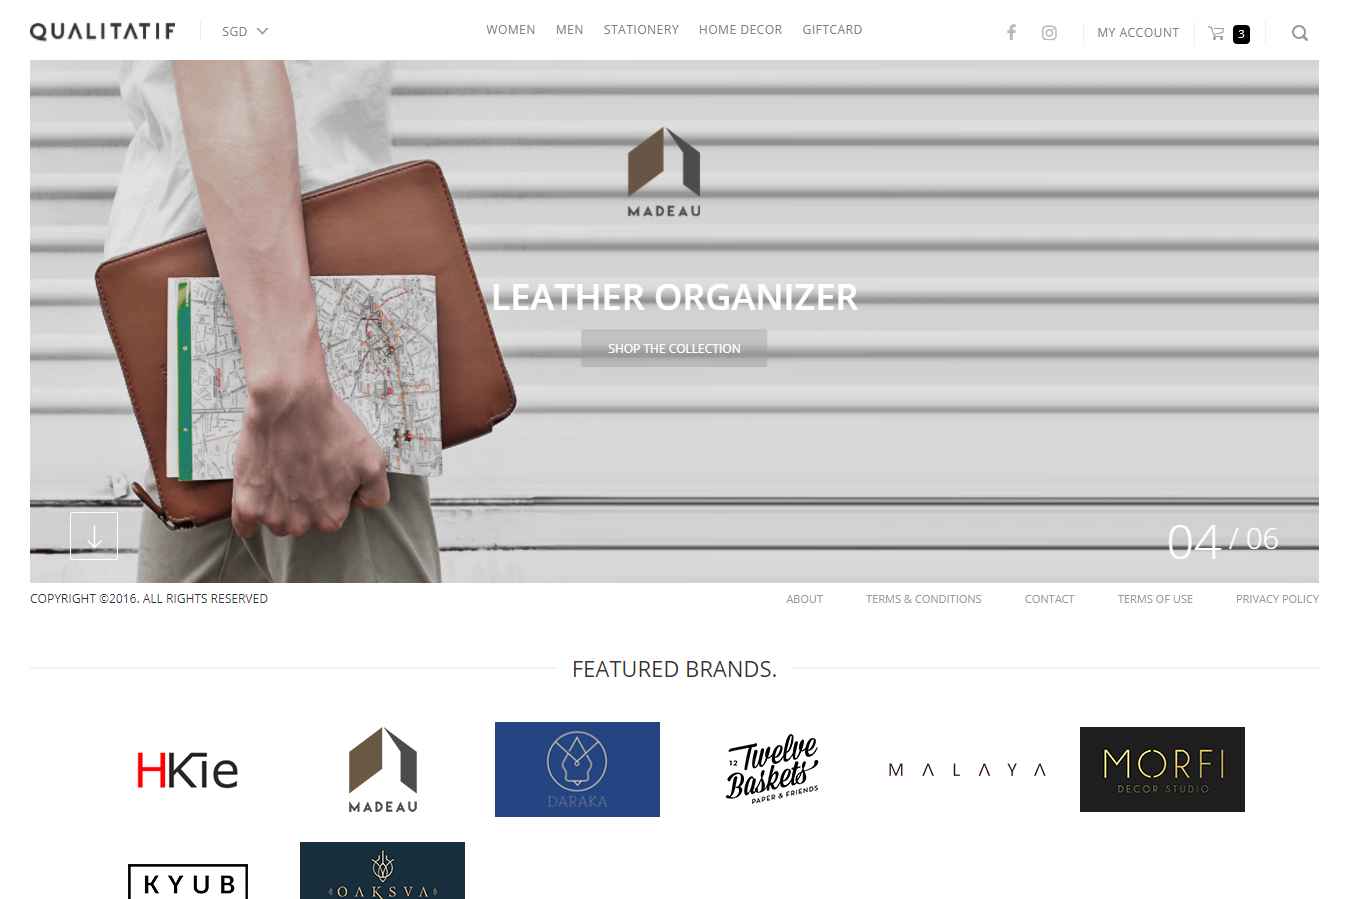 QUALITATIF
SGD
WOMEN MEN STATIONERY HOME DECOR GIFTCARD
MY ACCOUNT
3
MADEAU
LEATHER ORGANIZER
SHOP THE COLLECTION
04 / 06
COPYRIGHT ©2016. ALL RIGHTS RESERVED
ABOUT TERMS & CONDITIONS CONTACT TERMS OF USE PRIVACY POLICY
FEATURED BRANDS.
HKie
MADEAU
DARAKA
12 Twelve
Baskets
PAPER & FRIENDS
MALAYA
MORFI
DECOR STUDIO
KYUB
OAKSVA